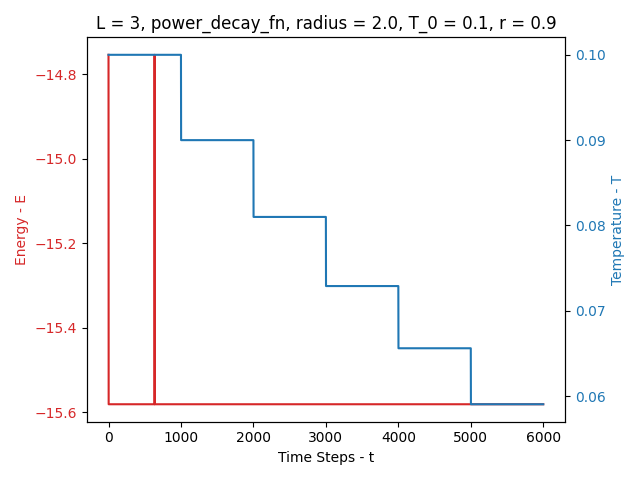 L = 3, power_decay_fn, radius = 2.0, T_0 = 0.1, r = 0.9
Energy - E
−14.8
−15.0
−15.2
−15.4
−15.6
0.10
0.09
0.08
0.07
0.06
Temperature - T
0 1000 2000 3000 4000 5000 6000
Time Steps - t